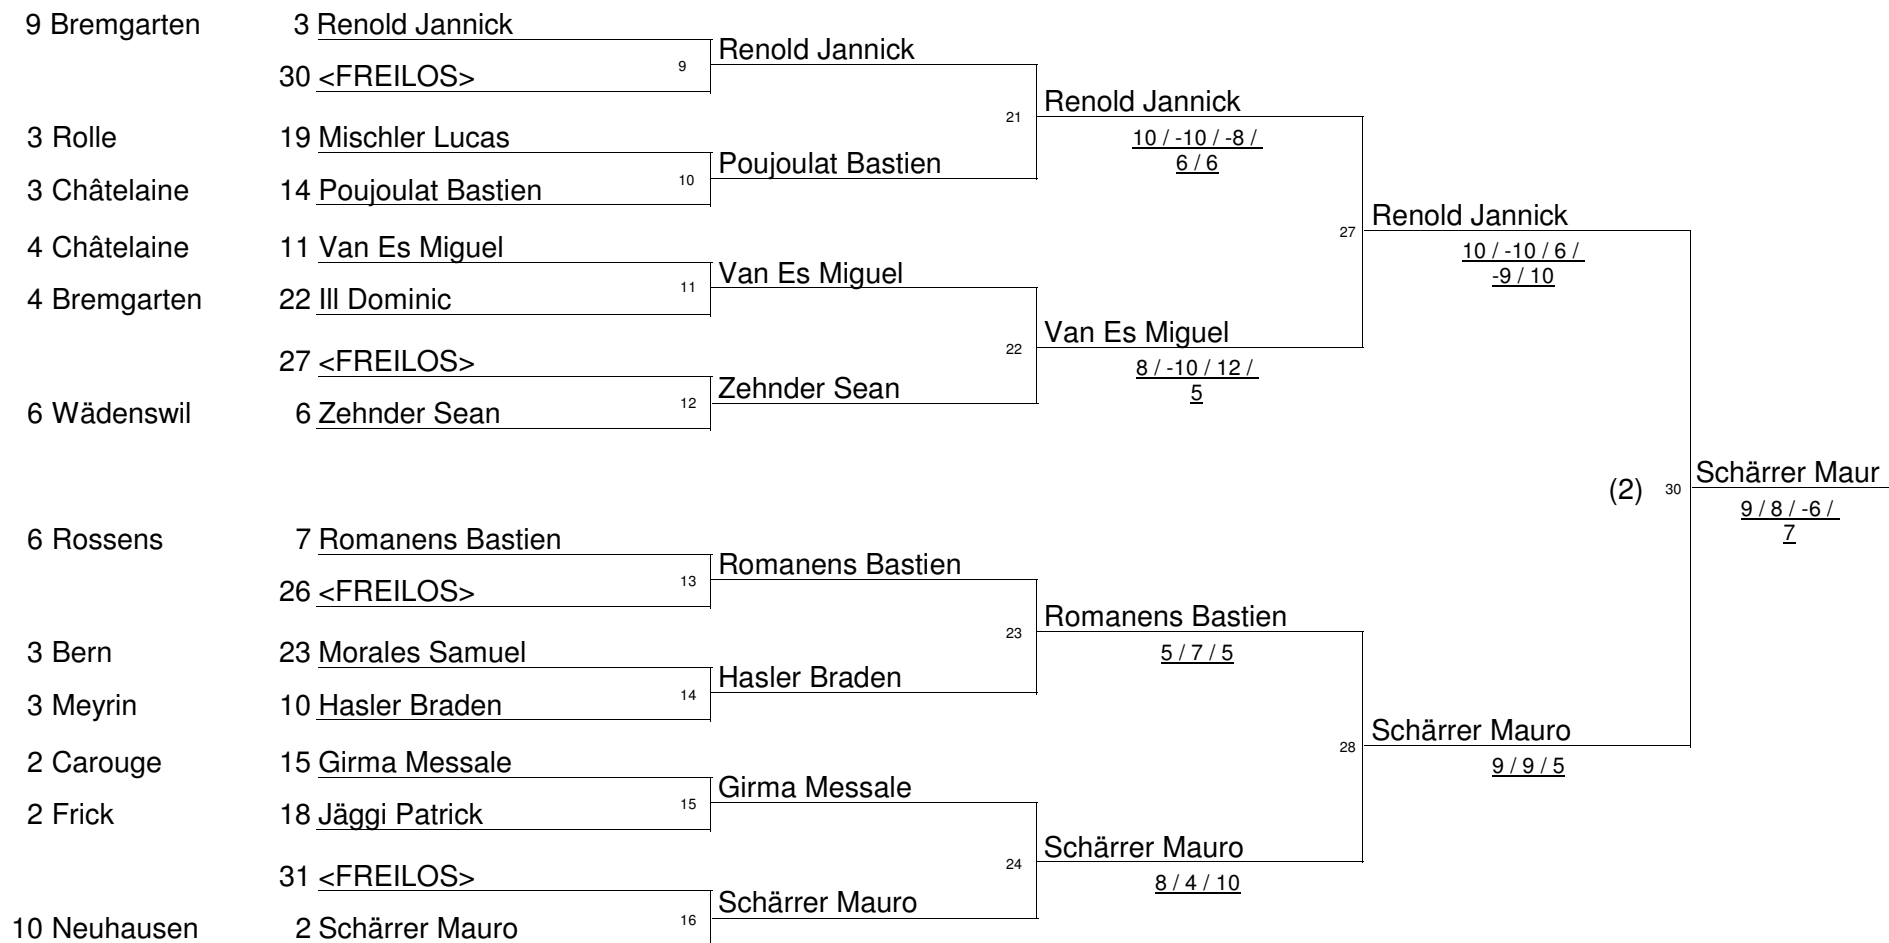 9 Bremgarten 3 Renold Jannick
Renold Jannick
30 <FREILOS> 9
Renold Jannick
21
3 Rolle 19 Mischler Lucas
10 / -10 / -8 /
6 / 6
Poujoulat Bastien
3 Châtelaine 14 Poujoulat Bastien 10
Renold Jannick
27
4 Châtelaine 11 Van Es Miguel
10 / -10 / 6 /
-9 / 10
Van Es Miguel
4 Bremgarten 22 Ill Dominic 11
Van Es Miguel
22
27 <FREILOS>
8 / -10 / 12 /
5
Zehnder Sean
6 Wädenswil 6 Zehnder Sean 12
Schärrer Maur
(2) 30
9 / 8 / -6 /
7
6 Rossens 7 Romanens Bastien
Romanens Bastien
26 <FREILOS> 13
Romanens Bastien
23
3 Bern 23 Morales Samuel
5 / 7 / 5
Hasler Braden
3 Meyrin 10 Hasler Braden 14
Schärrer Mauro
28
2 Carouge 15 Girma Messale
9 / 9 / 5
Girma Messale
2 Frick 18 Jäggi Patrick 15
Schärrer Mauro
24
31 <FREILOS>
8 / 4 / 10
Schärrer Mauro
10 Neuhausen 2 Schärrer Mauro 16